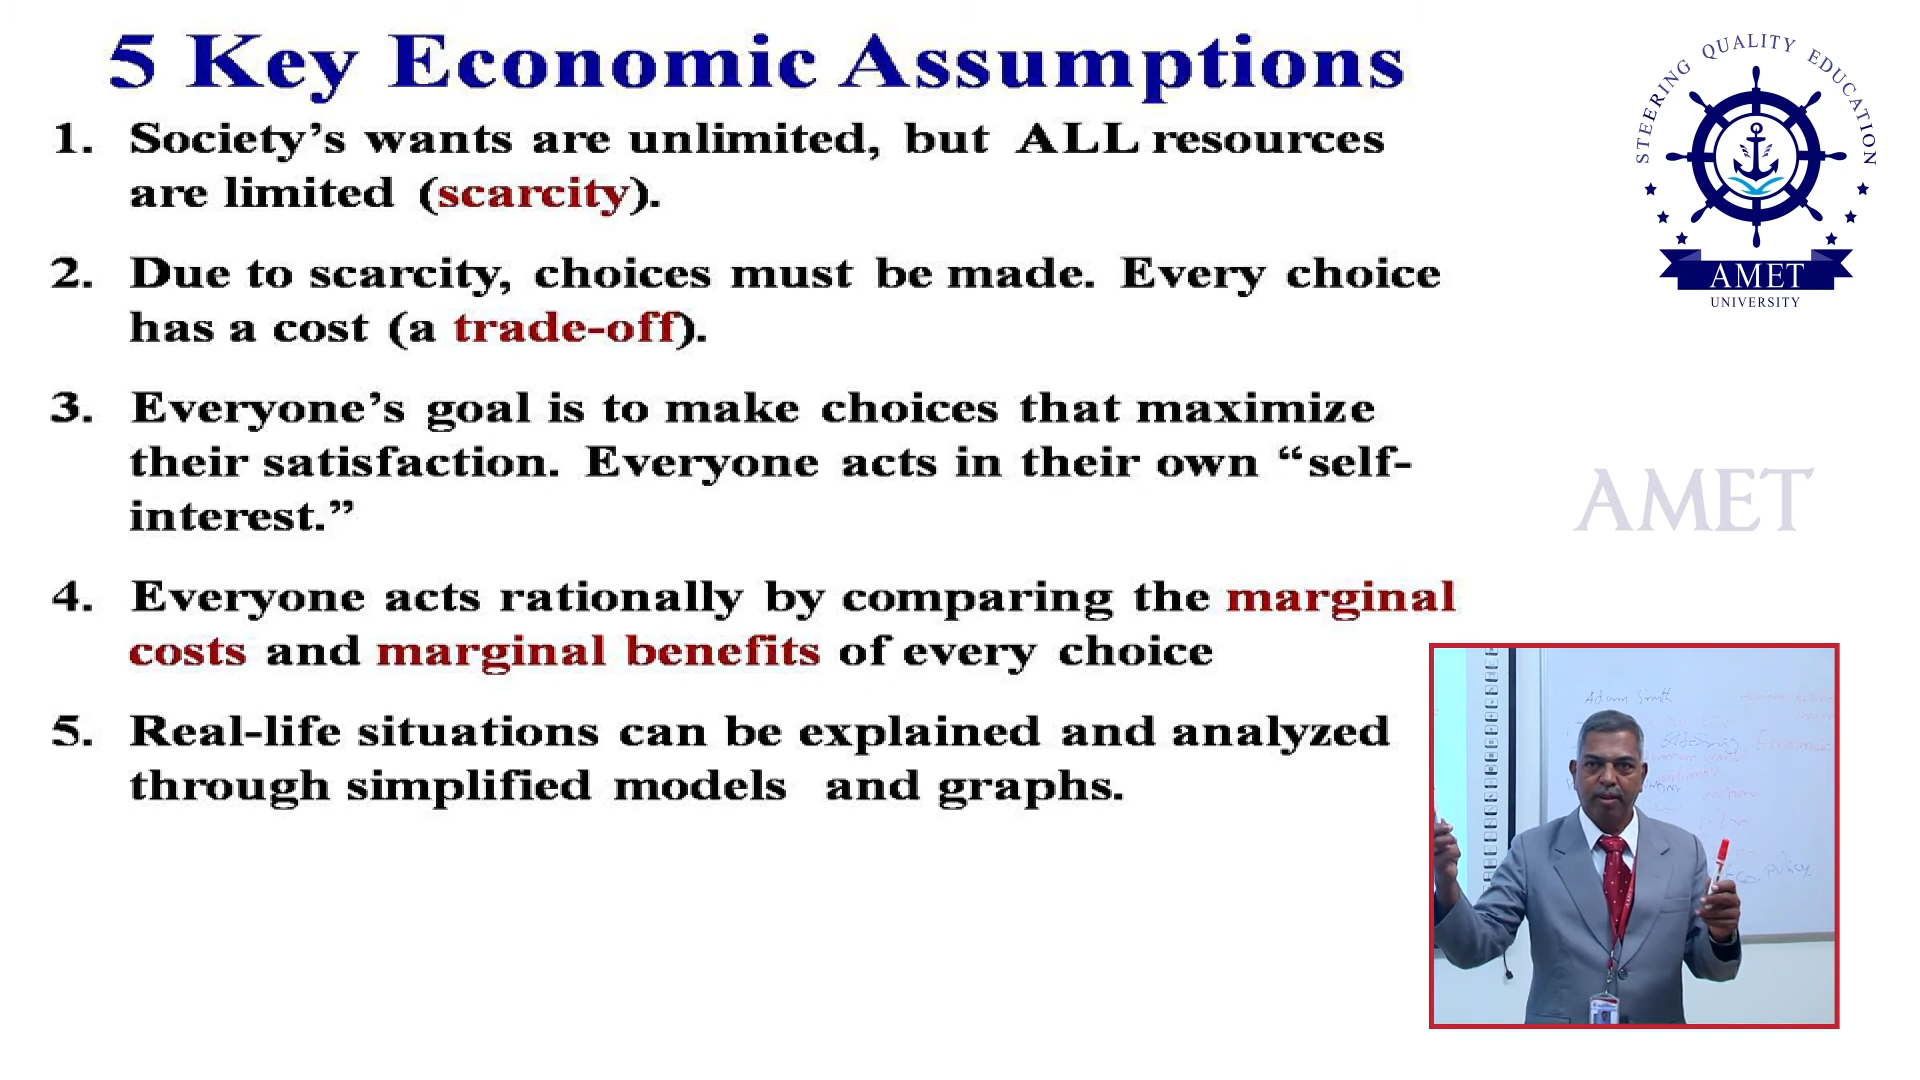 5 Key Economic Assumptions
1. Society’s wants are unlimited, but ALL resources
are limited (scarcity).
2. Due to scarcity, choices must be made. Every choice
has a cost (a trade-off).
3. Everyone’s goal is to make choices that maximize
their satisfaction. Everyone acts in their own “self-
interest.”
4. Everyone acts rationally by comparing the marginal
costs and marginal benefits of every choice
5. Real-life situations can be explained and analyzed
through simplified models and graphs.
STEERING QUALITY EDUCATION
AMET
UNIVERSITY
AMET
Adam Smith
policy